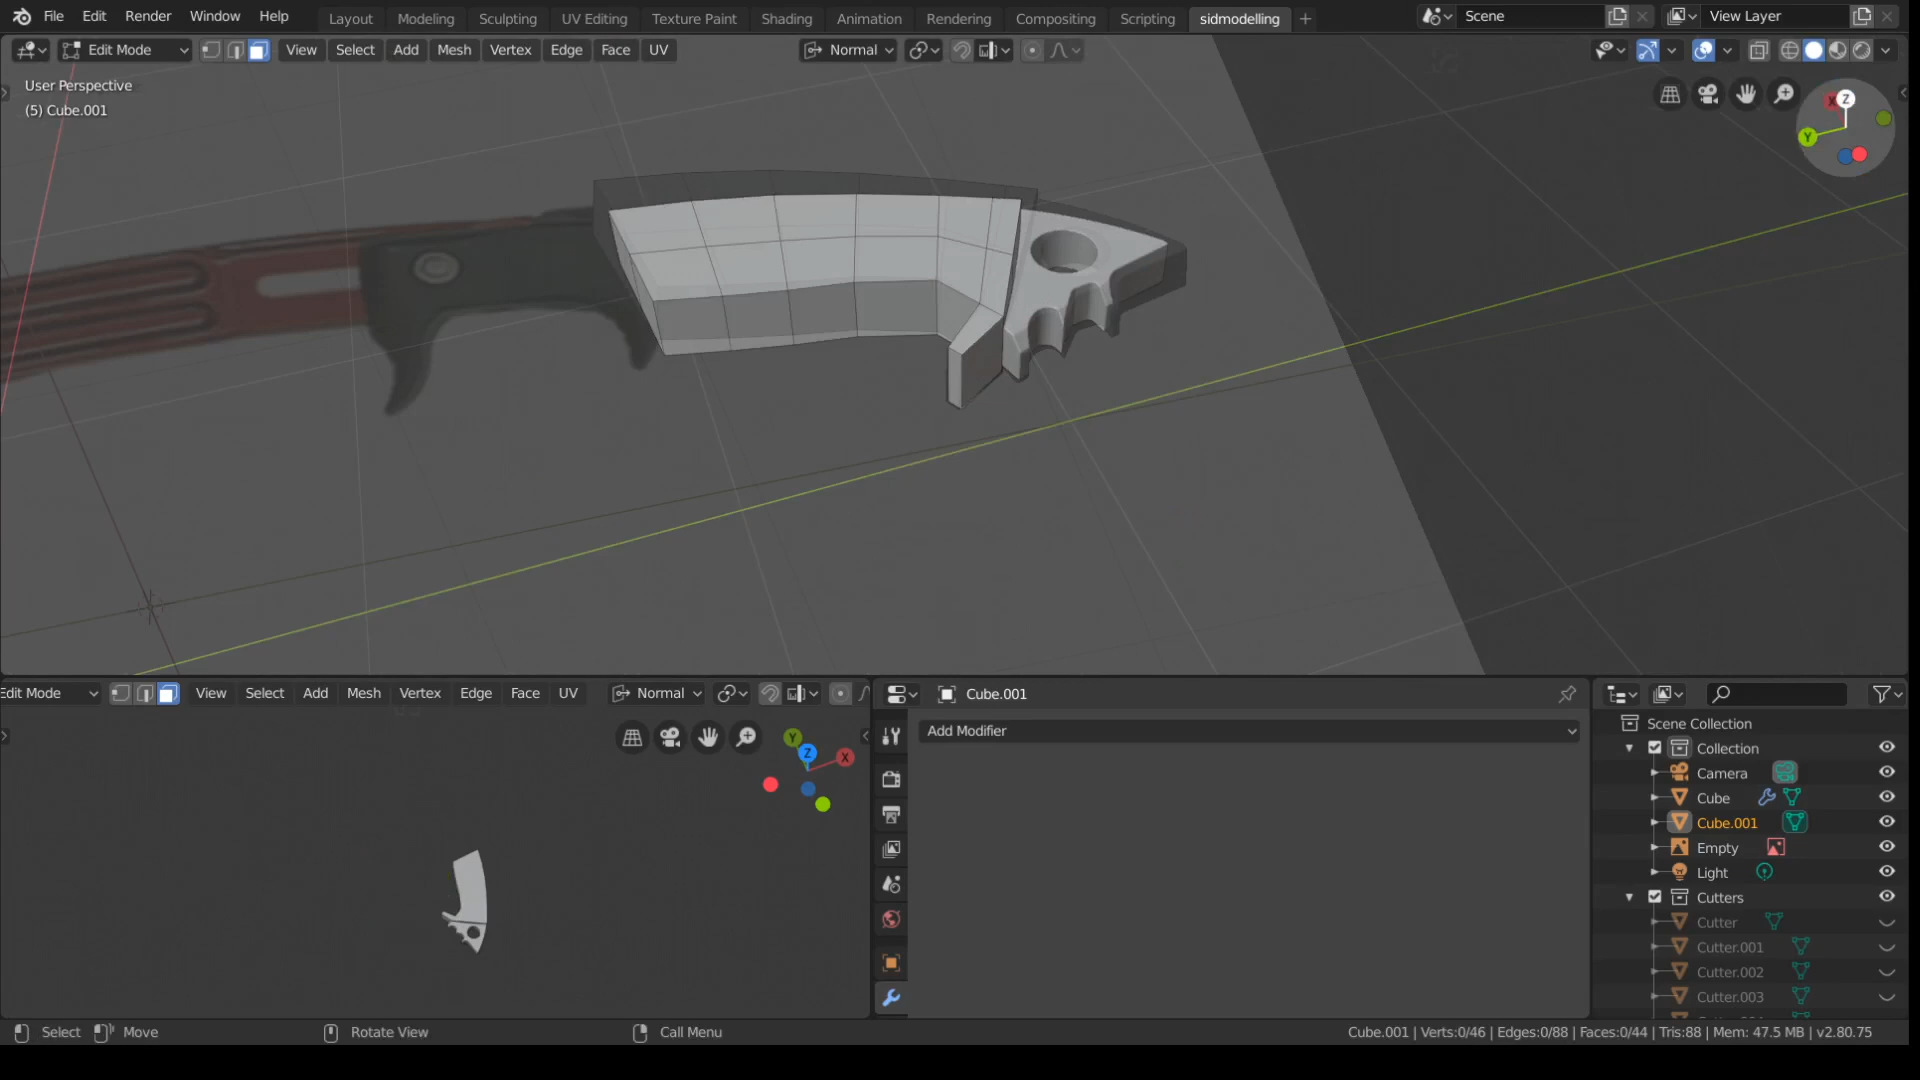 File Edit Render Window Help Layout Modeling Sculpting UV Editing Texture Paint Shading Animation Rendering Compositing Scripting sidmodelling + Scene View Layer
Edit Mode View Select Add Mesh Vertex Edge Face UV Normal
User Perspective
(5) Cube.001
X Z Y
Edit Mode View Select Add Mesh Vertex Edge Face UV Normal
Y Z X
Cube.001
Add Modifier
Scene Collection
Collection
Camera
Cube
Cube.001
Empty
Light
Cutters
Cutter
Cutter.001
Cutter.002
Cutter.003
Select Move Rotate View Call Menu Cube.001 | Verts:0/46 | Edges:0/88 | Faces:0/44 | Tris:88 | Mem: 47.5 MB | v2.80.75